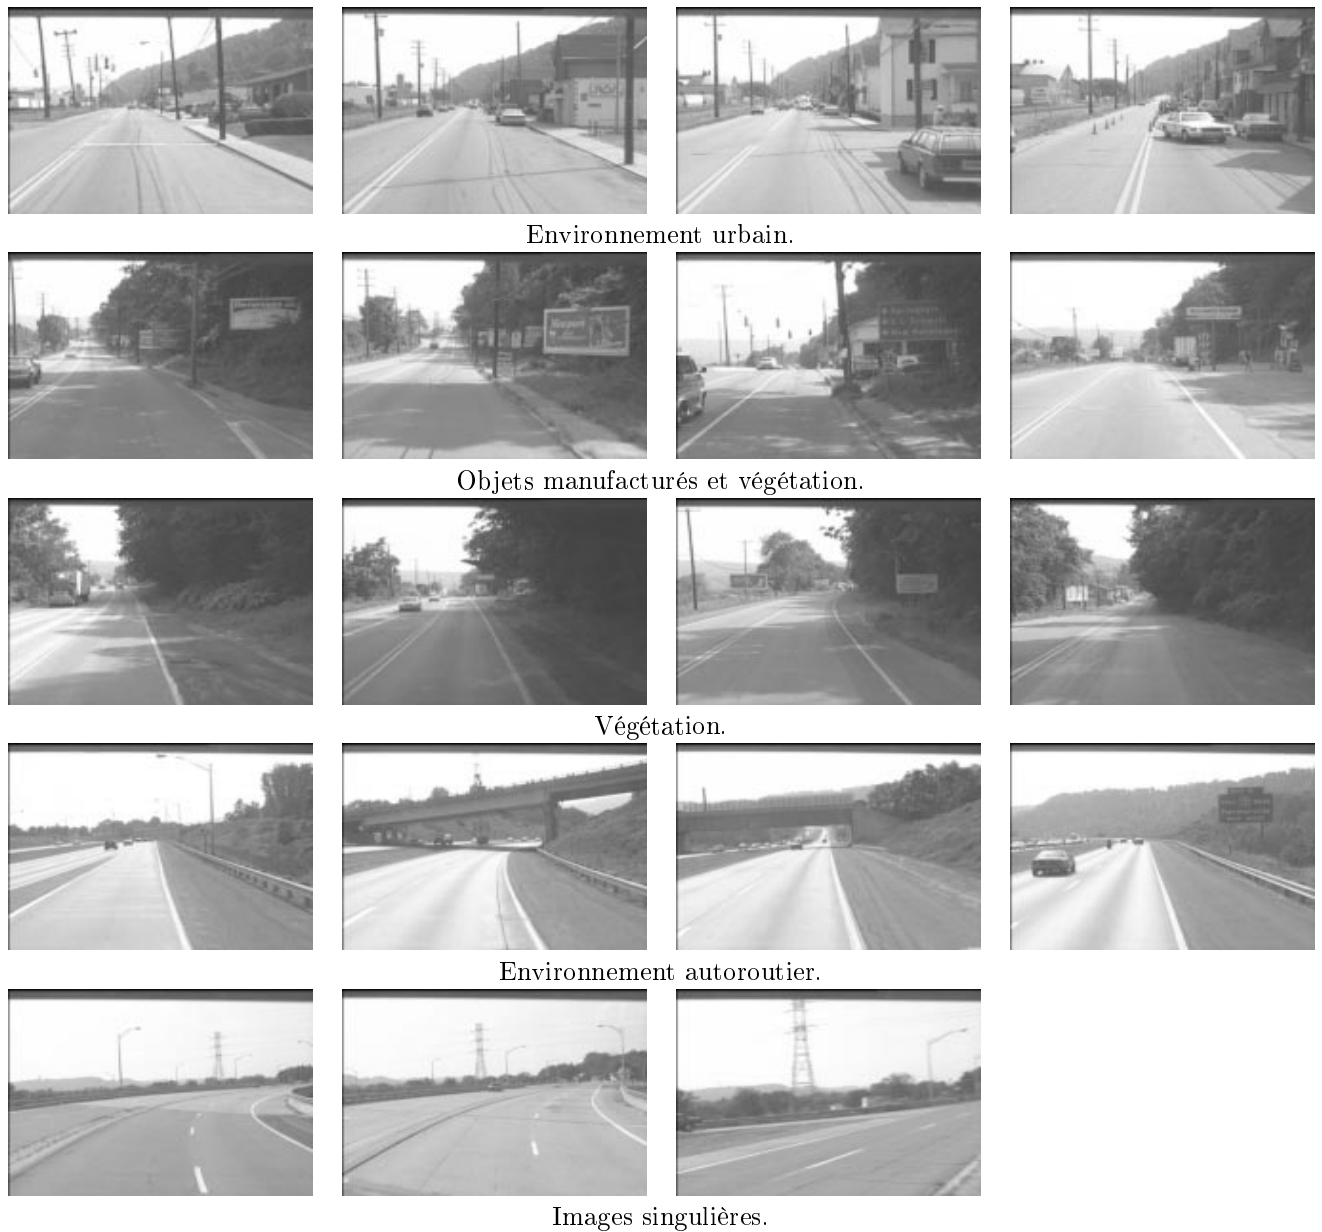 Environnement urbain.
Objets manufacturés et végétation.
Végétation.
Environnement autoroutier.
Images singulières.